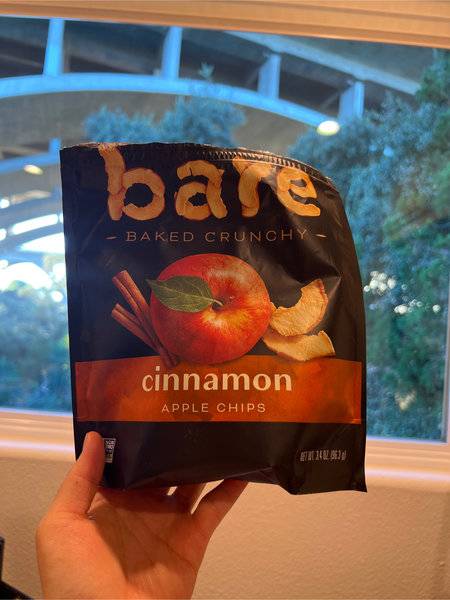 bare
– BAKED CRUNCHY –
cinnamon
APPLE CHIPS
NET WT. 3.4 OZ. (96.3 g)